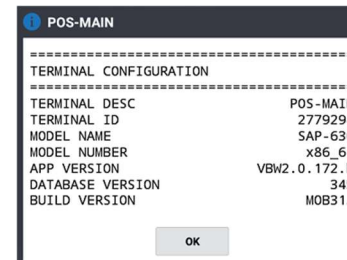 POS-MAIN
========================================
TERMINAL CONFIGURATION
========================================
TERMINAL DESC POS-MAI
TERMINAL ID 277929
MODEL NAME SAP-63
MODEL NUMBER x86_6
APP VERSION VBW2.0.172.
DATABASE VERSION 34
BUILD VERSION MOB31
OK